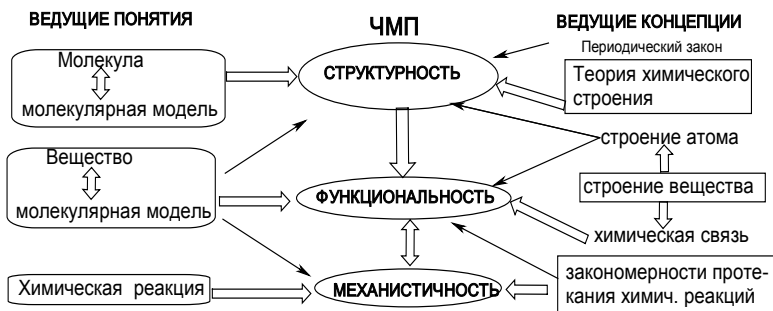 ВЕДУЩИЕ ПОНЯТИЯ
ЧМП
ВЕДУЩИЕ КОНЦЕПЦИИ
Периодический закон
Молекула
молекулярная модель
СТРУКТУРНОСТЬ
Теория химического
строения
строение атома
Вещество
молекулярная модель
ФУНКЦИОНАЛЬНОСТЬ
строение вещества
химическая связь
Химическая реакция
МЕХАНИСТИЧНОСТЬ
закономерности проте-
кания химич. реакций